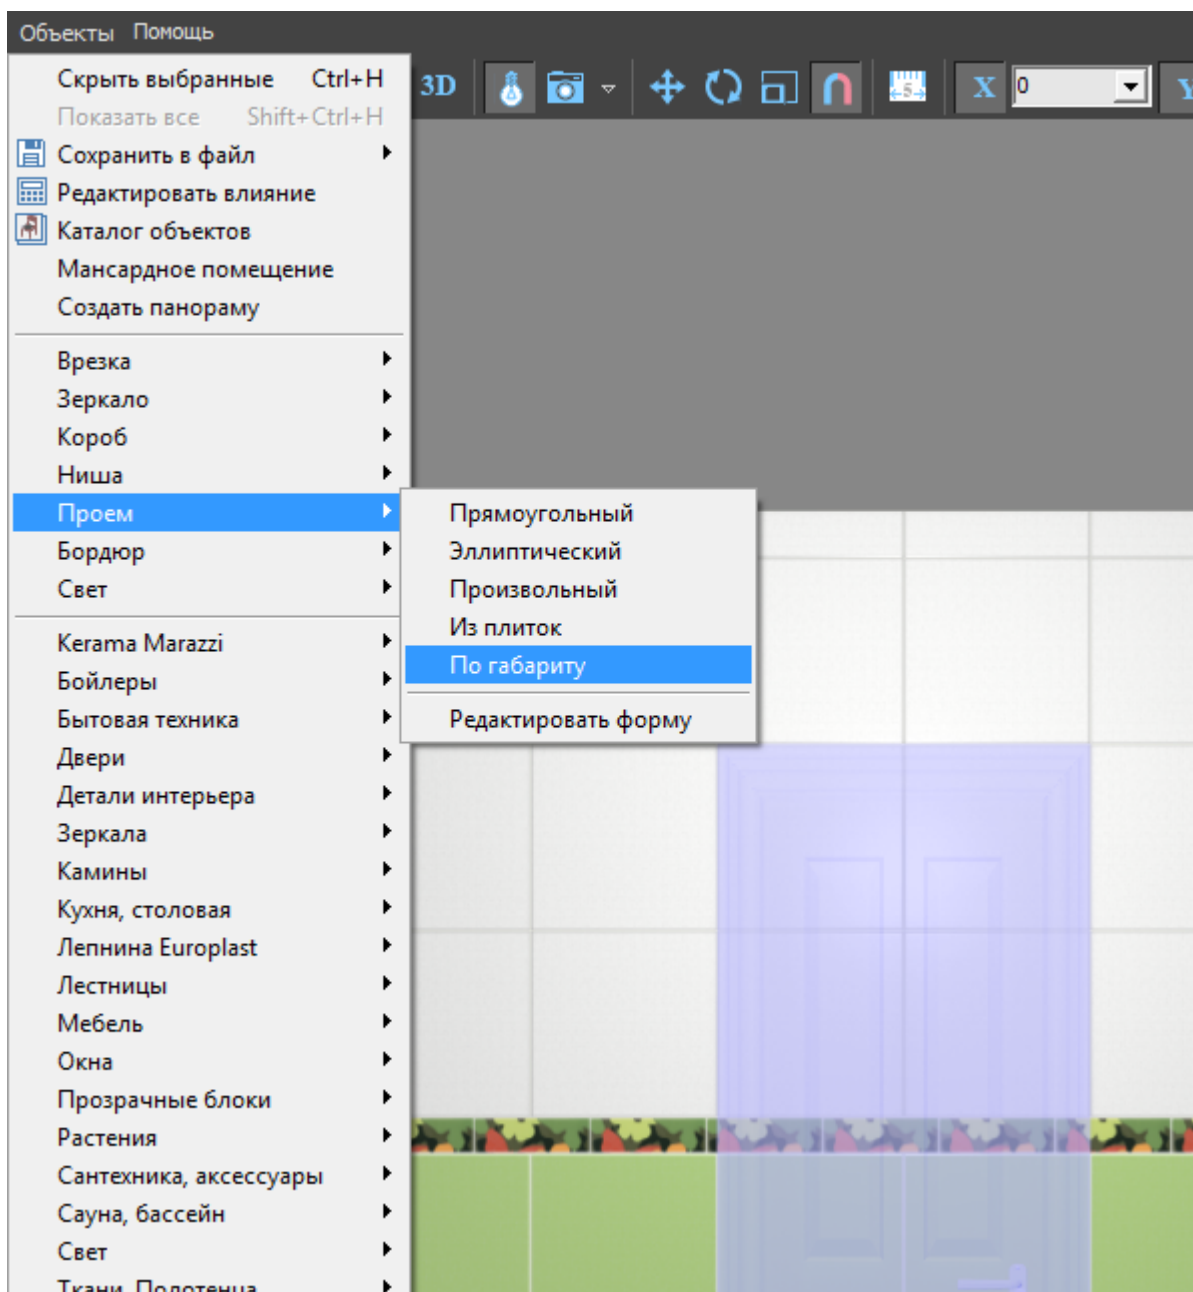 Объекты Помощь
Скрыть выбранные Ctrl+H
Показать все Shift+Ctrl+H
Сохранить в файл
Редактировать влияние
Каталог объектов
Мансардное помещение
Создать панораму
3D
5
X 0 Y
Врезка
Зеркало
Короб
Ниша
Проем
Бордюр
Свет
Прямоугольный
Эллиптический
Произвольный
Из плиток
По габариту
Редактировать форму
Kerama Marazzi
Бойлеры
Бытовая техника
Двери
Детали интерьера
Зеркала
Камины
Кухня, столовая
Лепнина Europlast
Лестницы
Мебель
Окна
Прозрачные блоки
Растения
Сантехника, аксессуары
Сауна, бассейн
Свет
Ткани, Полотенца